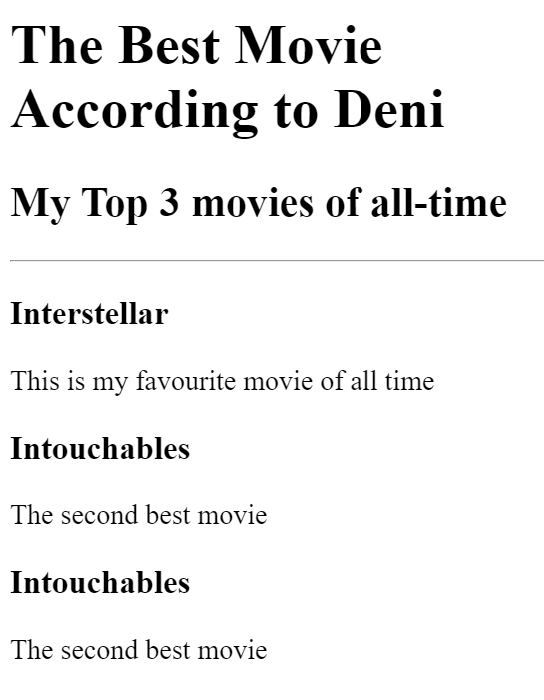 The Best Movie
According to Deni
My Top 3 movies of all-time
Interstellar
This is my favourite movie of all time
Intouchables
The second best movie
Intouchables
The second best movie